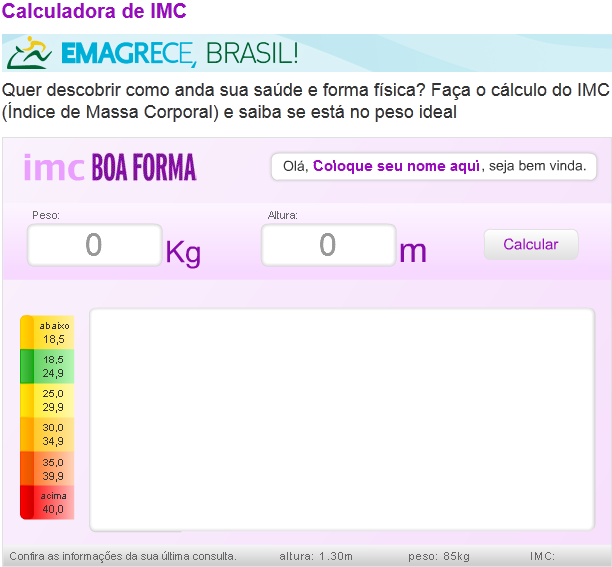 Calculadora de IMC
EMAGRECE, BRASIL!
Quer descobrir como anda sua saúde e forma física? Faça o cálculo do IMC
(Índice de Massa Corporal) e saiba se está no peso ideal
imc BOA FORMA
Olá, Coloque seu nome aqui, seja bem vinda.
Peso:
Altura:
0 Kg
0 m
Calcular
abaixo
18,5
18,5
24,9
25,0
29,9
30,0
34,9
35,0
39,9
acima
40,0
Confira as informações da sua última consulta. altura: 1.30m peso: 85kg IMC: